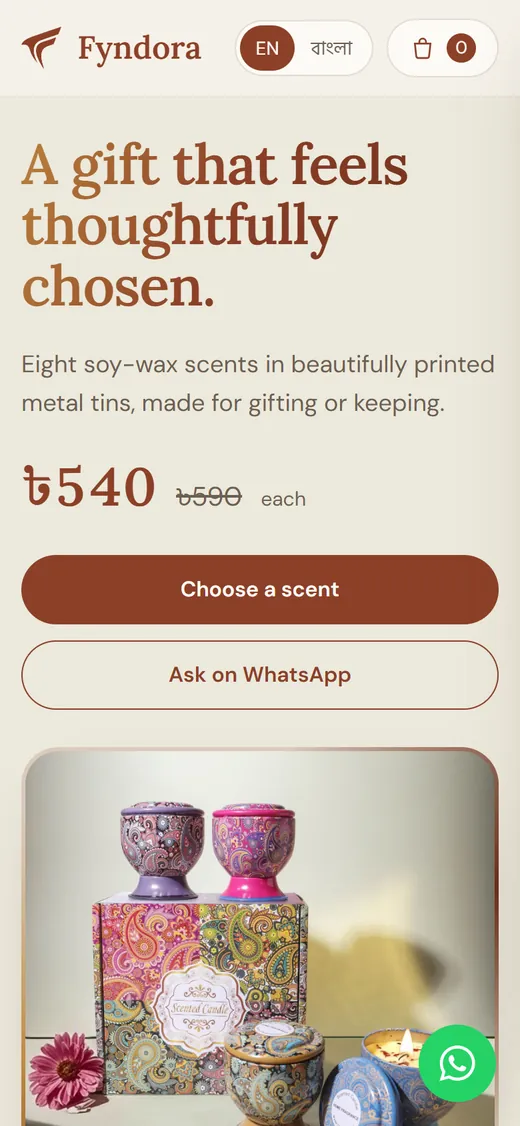 Fyndora
EN
বাংলা
0
A gift that feels
thoughtfully
chosen.
Eight soy-wax scents in beautifully printed
metal tins, made for gifting or keeping.
৳540 ৳590 each
Choose a scent
Ask on WhatsApp
Scented Candle